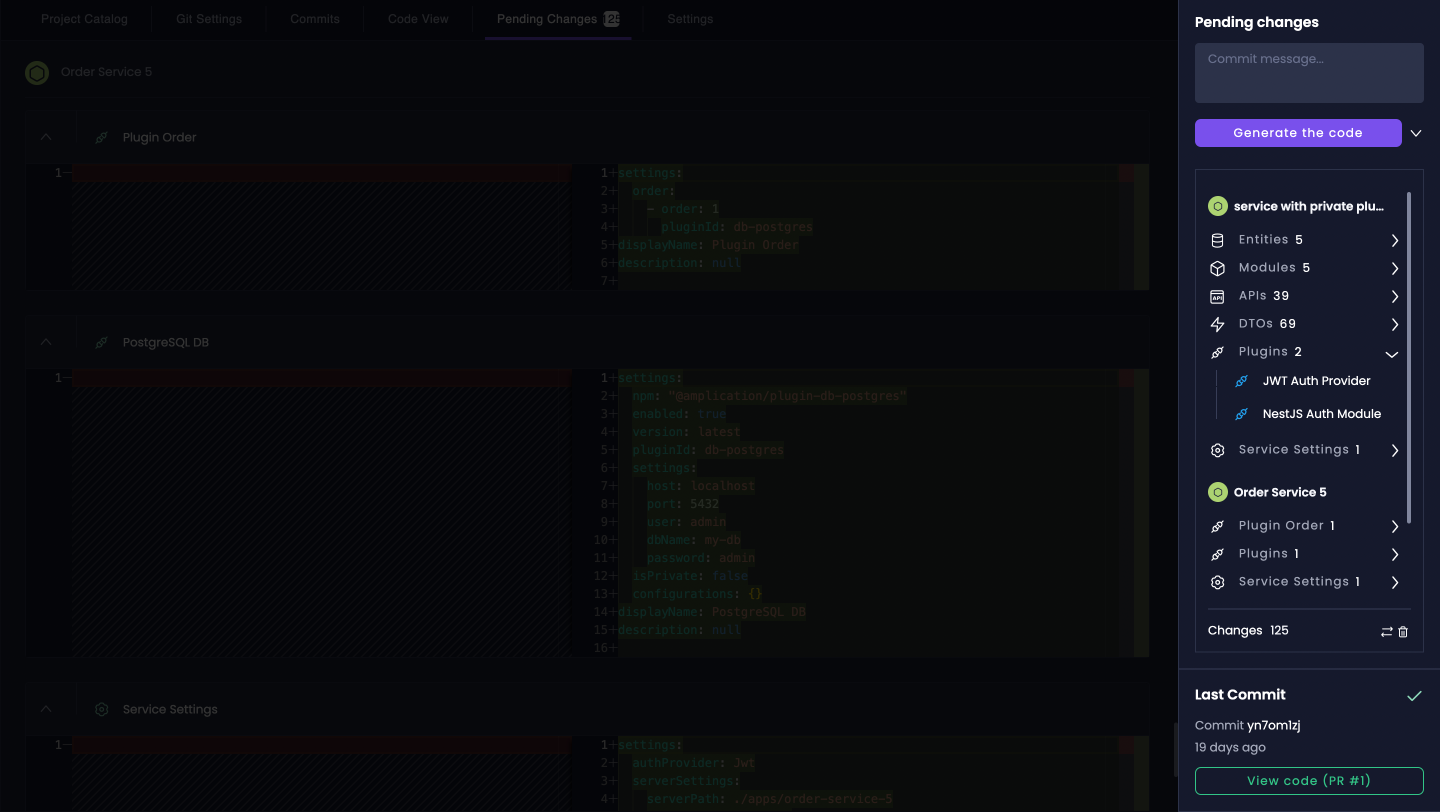 Project Catalog
Git Settings
Commits
Code View
Pending Changes 125
Settings
Order Service 5
Plugin Order
1
1+settings:
2+ order:
3+ - order: 1
4+ pluginId: db-postgres
5+displayName: Plugin Order
6+description: null
7+
PostgreSQL DB
1
1+settings:
2+ npm: "@amplication/plugin-db-postgres"
3+ enabled: true
4+ version: latest
5+ pluginId: db-postgres
6+ settings:
7+ host: localhost
8+ port: 5432
9+ user: admin
10+ dbName: my-db
11+ password: admin
12+ isPrivate: false
13+ configurations: {}
14+displayName: PostgreSQL DB
15+description: null
16+
Service Settings
1
1+settings:
2+ authProvider: Jwt
3+ serverSettings:
4+ serverPath: ./apps/order-service-5
Pending changes
Commit message...
Generate the code
service with private plu...
Entities 5
Modules 5
API APIs 39
DTOs 69
Plugins 2
JWT Auth Provider
NestJS Auth Module
Service Settings 1
Order Service 5
Plugin Order 1
Plugins 1
Service Settings 1
Changes 125
Last Commit
Commit yn7om1zj
19 days ago
View code (PR #1)